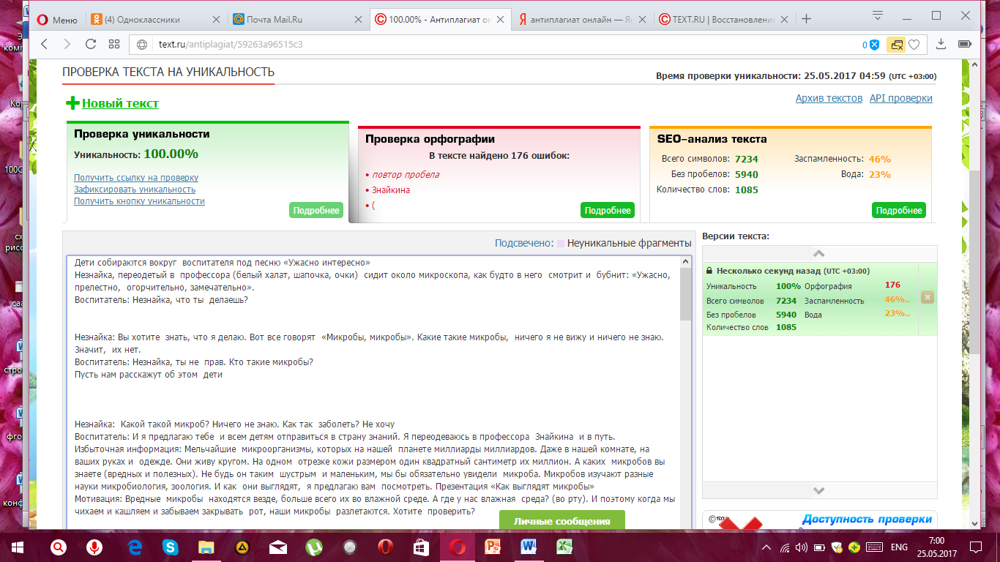 Меню
(4) Одноклассники
Почта Mail.Ru
100.00% - Антиплагиат он
антиплагиат онлайн — Ян
TEXT.RU | Восстановление
text.ru/antiplagiat/59263a96515c3
0
ПРОВЕРКА ТЕКСТА НА УНИКАЛЬНОСТЬ
Время проверки уникальности: 25.05.2017 04:59 (UTC +03:00)
Новый текст
Архив текстов API проверки
Проверка уникальности
Уникальность: 100.00%
Получить ссылку на проверку
Зафиксировать уникальность
Получить кнопку уникальности
Подробнее
Проверка орфографии
В тексте найдено 176 ошибок:
• повтор пробела
• Знайкина
• (
Подробнее
SEO-анализ текста
Всего символов: 7234 Заспамленность: 46%
Без пробелов: 5940 Вода: 23%
Количество слов: 1085
Подробнее
Подсвечено: Неуникальные фрагменты
Дети собираются вокруг  воспитателя под песню «Ужасно интересно»
Незнайка, переодетый в  профессора (белый халат, шапочка, очки)  сидит около микроскопа, как будто в него  смотрит и  бубнит: «Ужасно,
прелестно,  огорчительно, замечательно».
Воспитатель: Незнайка, что ты  делаешь?
Незнайка: Вы хотите  знать, что я делаю. Вот все говорят  «Микробы, микробы». Какие такие микробы,  ничего я не вижу и ничего не знаю.
Значит,  их нет.
Воспитатель: Незнайка, ты не  прав. Кто такие микробы?
Пусть нам расскажут об этом  дети
Незнайка:  Какой такой микроб? Ничего не знаю. Как так  заболеть? Не хочу
Воспитатель: И я предлагаю тебе  и всем детям отправиться в страну знаний. Я переодеваюсь в профессора  Знайкина  и в путь.
Избыточная информация: Мельчайшие  микроорганизмы, которых на нашей  планете миллиарды миллиардов. Даже в нашей комнате, на
ваших руках и  одежде. Они живу кругом. На одном  отрезке кожи размером один квадратный сантиметр их миллион. А каких  микробов вы
знаете (вредных и полезных). Не будь он таким  шустрым  и маленьким, мы бы обязательно увидели  микроба. Микробов изучают разные
науки микробиология, зоология. И как  они выглядят,  я предлагаю вам  посмотреть. Презентация «Как выглядят микробы»
Мотивация: Вредные  микробы  находятся везде, больше всего их во влажной среде. А где у нас влажная  среда? (во рту). И поэтому когда мы
чихаем и кашляем и забываем закрывать  рот, наши микробы  разлетаются. Хотите  проверить?
Версии текста:
Несколько секунд назад (UTC +03:00)
Уникальность 100% Орфография 176
Всего символов 7234 Заспамленность 46%..
Без пробелов 5940 Вода 23%..
Количество слов 1085
Личные сообщения
Доступность проверки
ENG
7:00
25.05.2017